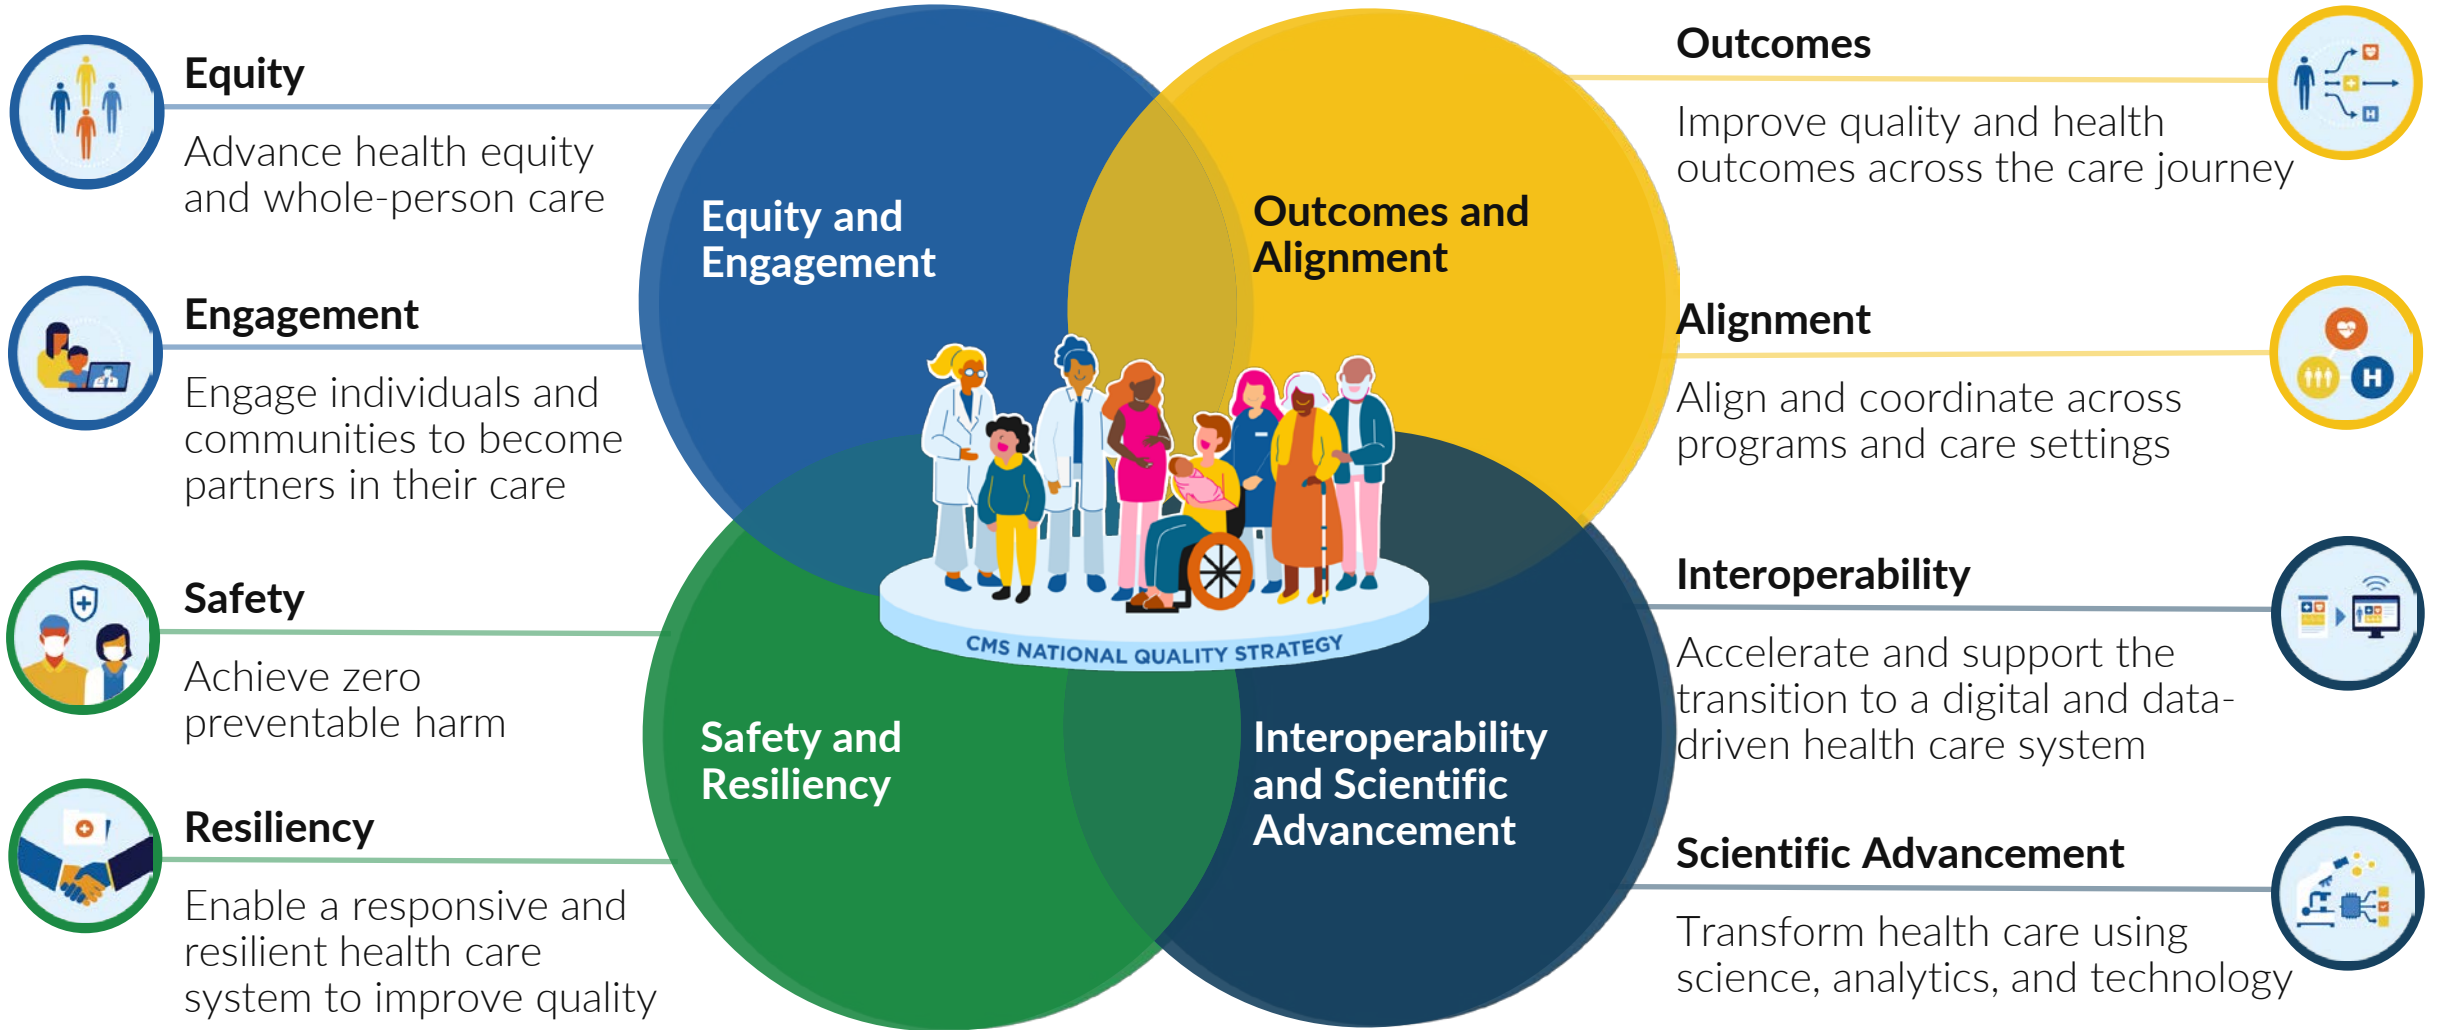 Equity
Advance health equity
and whole-person care
Engagement
Engage individuals and
communities to become
partners in their care
Safety
Achieve zero
preventable harm
Resiliency
Enable a responsive and
resilient health care
system to improve quality
Equity and
Engagement
Outcomes and
Alignment
CMS NATIONAL QUALITY STRATEGY
Safety and
Resiliency
Interoperability
and Scientific
Advancement
Outcomes
Improve quality and health
outcomes across the care journey
H
Alignment
Align and coordinate across
programs and care settings
H
Interoperability
Accelerate and support the
transition to a digital and data-
driven health care system
Scientific Advancement
Transform health care using
science, analytics, and technology